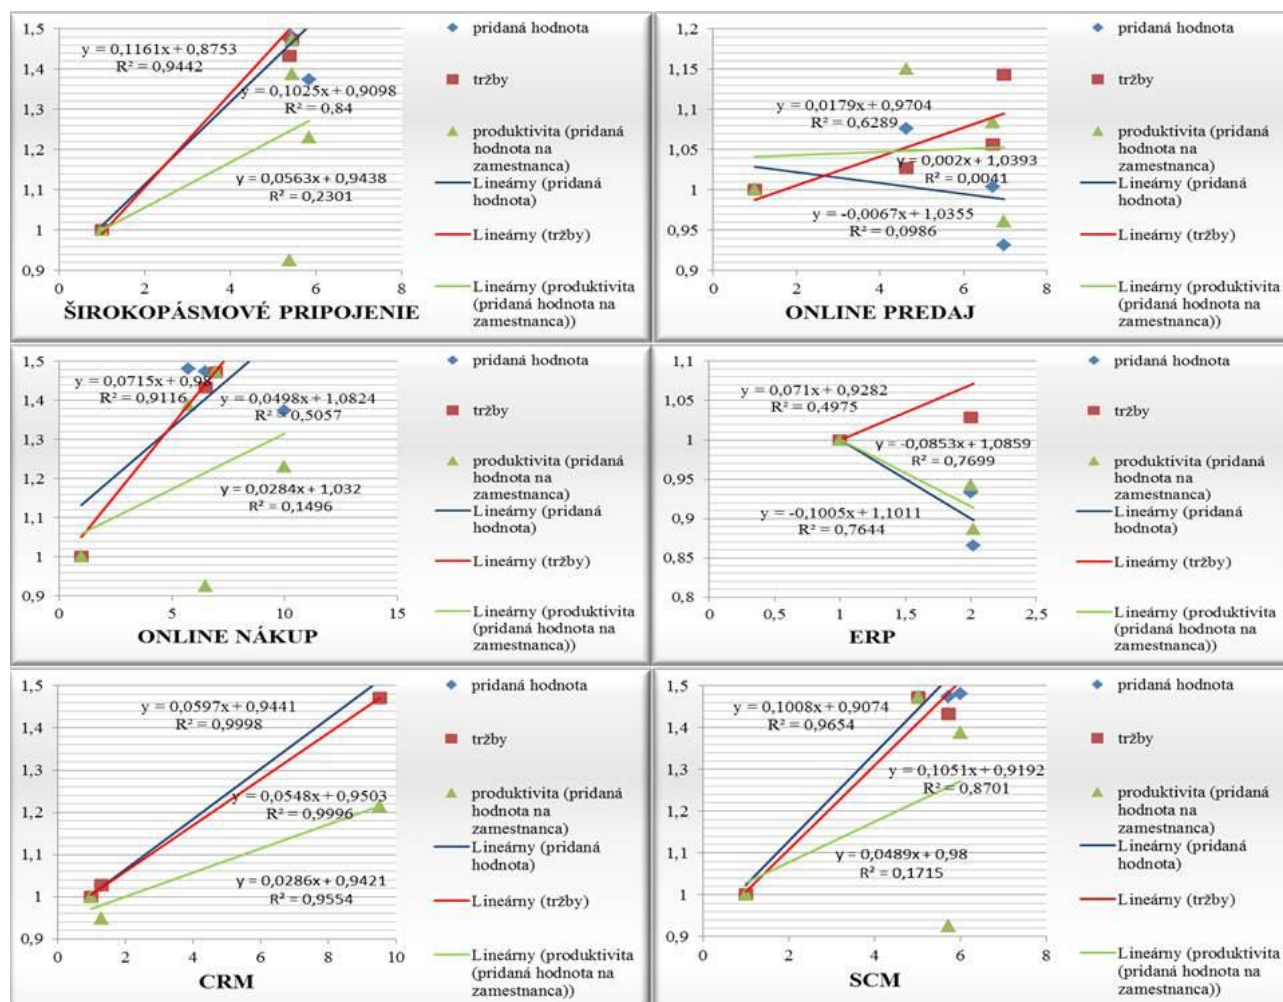 1,5
1,4
1,3
1,2
1,1
1
0,9
y = 0,1161x + 0,8753
R² = 0,9442
y = 0,1025x + 0,9098
R² = 0,84
y = 0,0563x + 0,9438
R² = 0,2301
0 2 4 6 8
ŠIROKOPÁSMOVÉ PRIPOJENIE
pridaná hodnota
tržby
produktivita (pridaná
hodnota na
zamestnanca)
Lineárny (pridaná
hodnota)
Lineárny (tržby)
Lineárny (produktivita
(pridaná hodnota na
zamestnanca))
1,2
1,15
1,1
1,05
1
0,95
0,9
y = 0,0179x + 0,9704
R² = 0,6289
y = 0,002x + 1,0393
R² = 0,0041
y = -0,0067x + 1,0355
R² = 0,0986
0 2 4 6 8
ONLINE PREDAJ
pridaná hodnota
tržby
produktivita (pridaná
hodnota na
zamestnanca)
Lineárny (pridaná
hodnota)
Lineárny (tržby)
Lineárny (produktivita
(pridaná hodnota na
zamestnanca))
1,5
1,4
1,3
1,2
1,1
1
0,9
y = 0,0715x + 0,98
R² = 0,9116
y = 0,0498x + 1,0824
R² = 0,5057
y = 0,0284x + 1,032
R² = 0,1496
0 5 10 15
ONLINE NÁKUP
pridaná hodnota
tržby
produktivita (pridaná
hodnota na
zamestnanca)
Lineárny (pridaná
hodnota)
Lineárny (tržby)
Lineárny (produktivita
(pridaná hodnota na
zamestnanca))
1,1
1,05
1
0,95
0,9
0,85
0,8
y = 0,071x + 0,9282
R² = 0,4975
y = -0,0853x + 1,0859
R² = 0,7699
y = -0,1005x + 1,1011
R² = 0,7644
0 0,5 1 1,5 2 2,5
ERP
pridaná hodnota
tržby
produktivita (pridaná
hodnota na
zamestnanca)
Lineárny (pridaná
hodnota)
Lineárny (tržby)
Lineárny (produktivita
(pridaná hodnota na
zamestnanca))
1,5
1,4
1,3
1,2
1,1
1
0,9
y = 0,0597x + 0,9441
R² = 0,9998
y = 0,0548x + 0,9503
R² = 0,9996
y = 0,0286x + 0,9421
R² = 0,9554
0 2 4 6 8 10
CRM
pridaná hodnota
tržby
produktivita (pridaná
hodnota na
zamestnanca)
Lineárny (pridaná
hodnota)
Lineárny (tržby)
Lineárny (produktivita
(pridaná hodnota na
zamestnanca))
1,5
1,4
1,3
1,2
1,1
1
0,9
y = 0,1008x + 0,9074
R² = 0,9654
y = 0,1051x + 0,9192
R² = 0,8701
y = 0,0489x + 0,98
R² = 0,1715
0 2 4 6 8
SCM
pridaná hodnota
tržby
produktivita (pridaná
hodnota na
zamestnanca)
Lineárny (pridaná
hodnota)
Lineárny (tržby)
Lineárny (produktivita
(pridaná hodnota na
zamestnanca))